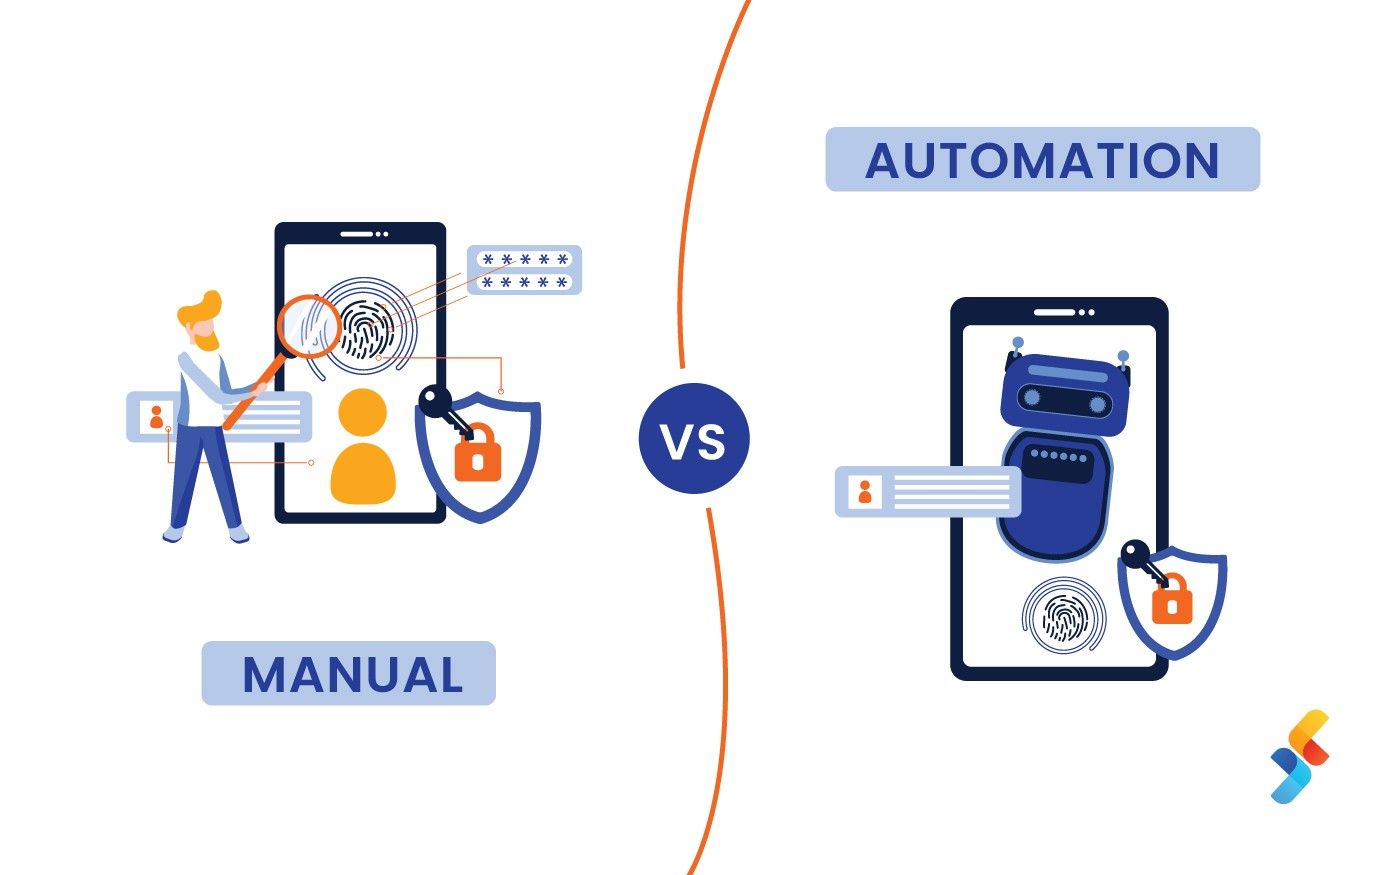 MANUAL
VS
AUTOMATION
* * * * *
* * * * *